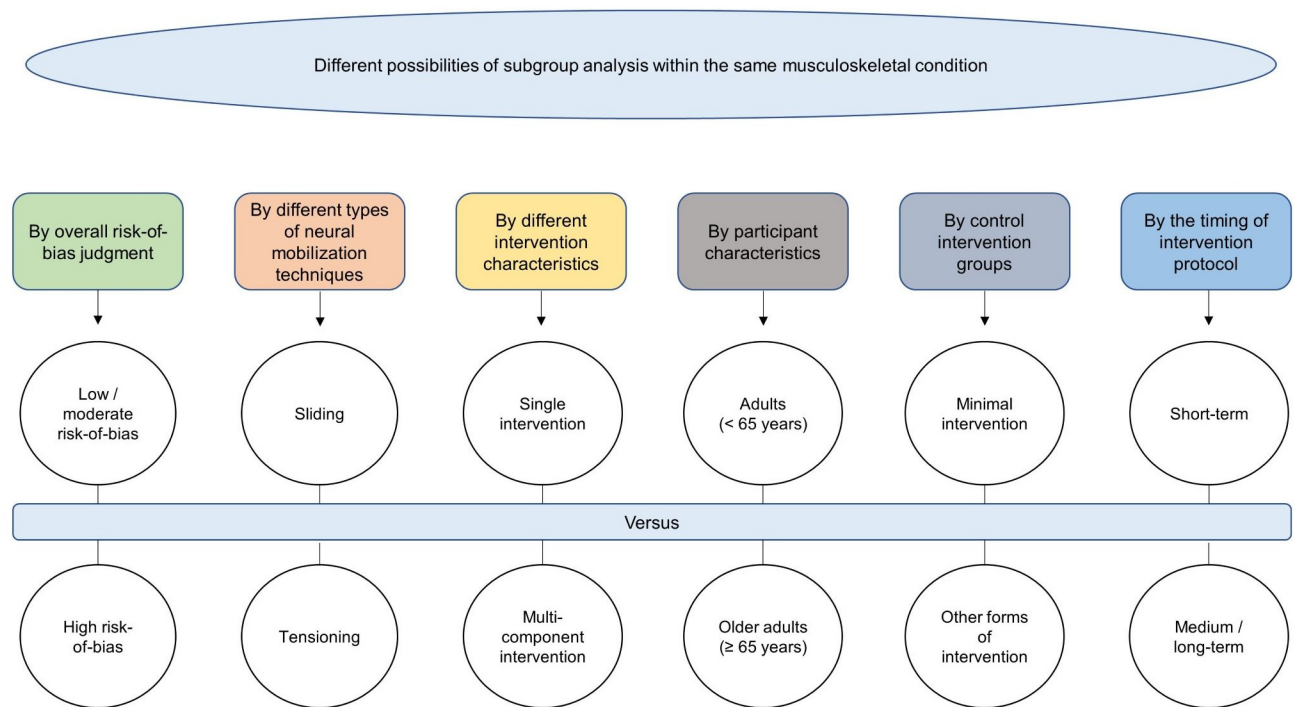 Different possibilities of subgroup analysis within the same musculoskeletal condition
By overall risk-of-
bias judgment
By different types
of neural
mobilization
techniques
By different
intervention
characteristics
By participant
characteristics
By control
intervention
groups
By the timing of
intervention
protocol
Low /
moderate
risk-of-bias
Sliding
Single
intervention
Adults
(< 65 years)
Minimal
intervention
Short-term
Versus
High risk-
of-bias
Tensioning
Multi-
component
intervention
Older adults
(≥ 65 years)
Other forms
of
intervention
Medium /
long-term